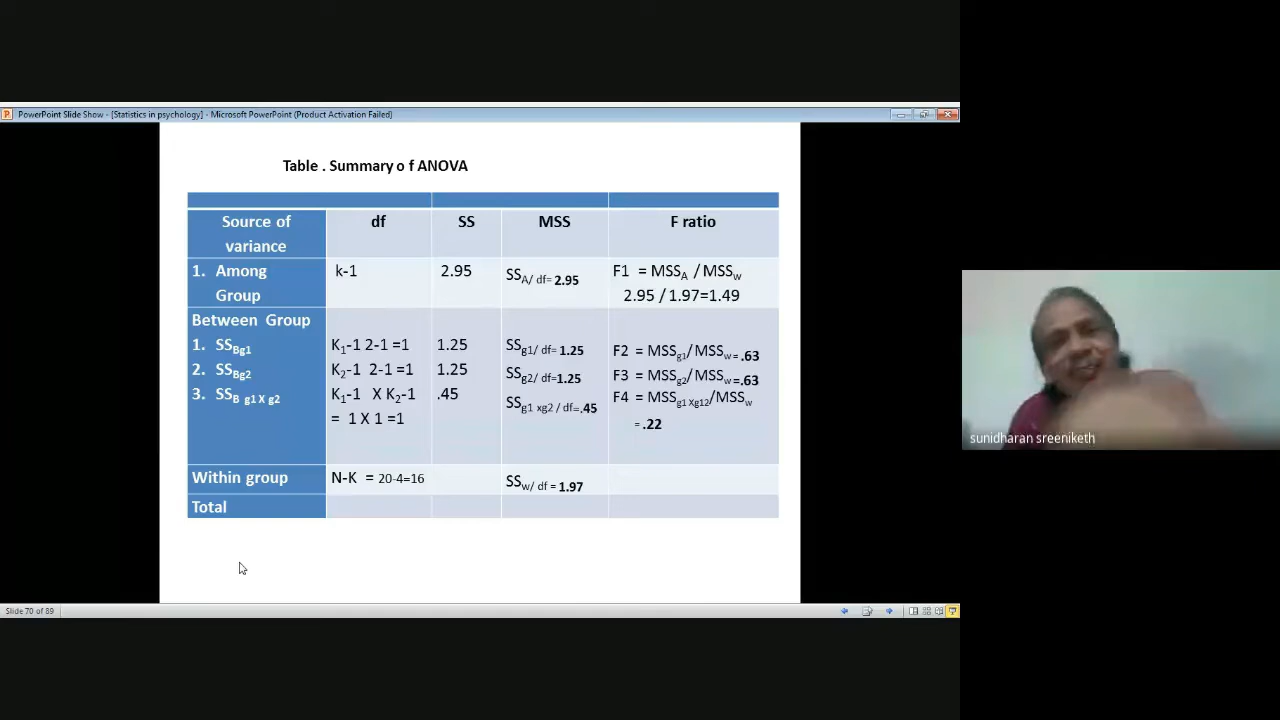 PowerPoint Slide Show - [Statistics in psychology] - Microsoft PowerPoint (Product Activation Failed)
Table . Summary o f ANOVA
Source of variance df SS MSS F ratio
1. Among Group k-1 2.95 SSA/ df= 2.95 F1 = MSSA / MSSw
2.95 / 1.97=1.49
Between Group
1. SSBg1 K1-1 2-1 =1 1.25 SSg1/ df= 1.25 F2 = MSSg1/ MSSw = .63
2. SSBg2 K2-1 2-1 =1 1.25 SSg2/ df=1.25 F3 = MSSg2/ MSSw =.63
3. SSB g1 X g2 K1-1 X K2-1 .45 SSg1 xg2 / df=.45 F4 = MSSg1 Xg12/MSSw
= 1 X 1 =1 = .22
Within group N-K = 20-4=16 SSw/ df = 1.97
Total
Slide 70 of 89
sunidharan sreeniketh